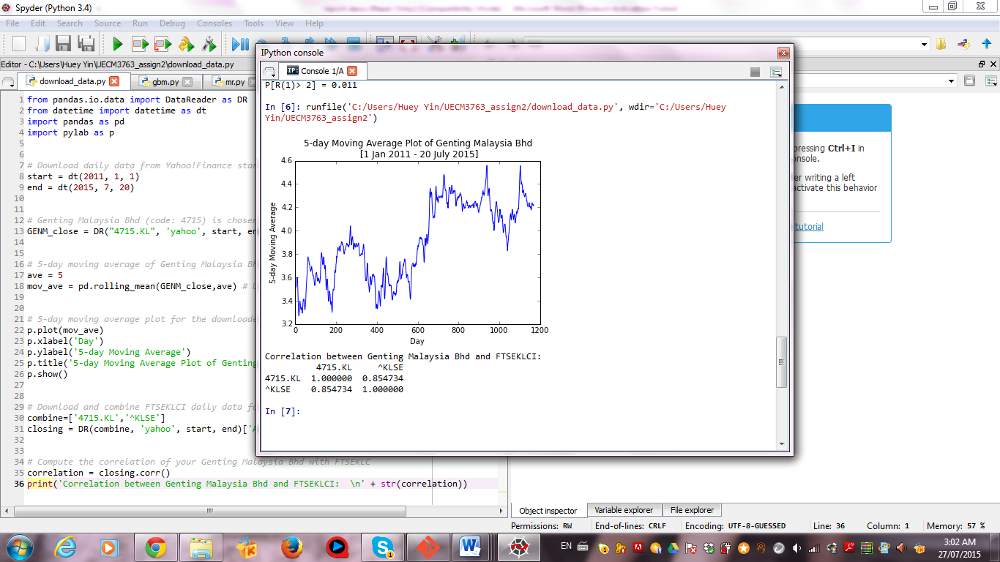 Spyder (Python 3.4)
File Edit Search Source Run Debug Consoles Tools View Help
Editor - C:\Users\Huey Yin\UECM3763_assign2\download_data.py
download_data.py gbm.py mr.py
1 from pandas.io.data import DataReader as DR
2 from datetime import datetime as dt
3 import pandas as pd
4 import pylab as p
5
6
7 # Download daily data from Yahoo!Finance star
8 start = dt(2011, 1, 1)
9 end = dt(2015, 7, 20)
10
11
12 # Genting Malaysia Bhd (code: 4715) is chosen
13 GENM_close = DR("4715.KL", 'yahoo', start, en
14
15
16 # 5-day moving average of Genting Malaysia Bh
17 ave = 5
18 mov_ave = pd.rolling_mean(GENM_close,ave) # U
19
20
21 # 5-day moving average plot for the downloade
22 p.plot(mov_ave)
23 p.xlabel('Day')
24 p.ylabel('5-day Moving Average')
25 p.title('5-day Moving Average Plot of Genting
26 p.show()
27
28
29 # Download and combine FTSEKLCI daily data fo
30 combine=['4715.KL','^KLSE']
31 closing = DR(combine, 'yahoo', start, end)['A
32
33
34 # Compute the correlation of your Genting Malaysia Bhd with FTSEKLC
35 correlation = closing.corr()
36 print('Correlation between Genting Malaysia Bhd and FTSEKLCI:  \n' + str(correlation))
IPython console
IP: Console 1/A
P[R(1)> 2] = 0.011
In [6]: runfile('C:/Users/Huey Yin/UECM3763_assign2/download_data.py', wdir='C:/Users/Huey
Yin/UECM3763_assign2')
5-day Moving Average Plot of Genting Malaysia Bhd
[1 Jan 2011 - 20 July 2015]
4.6
4.4
4.2
4.0
3.8
3.6
3.4
3.2
5-day Moving Average
0 200 400 600 800 1000 1200
Day
Correlation between Genting Malaysia Bhd and FTSEKLCI:
4715.KL ^KLSE
4715.KL 1.000000 0.854734
^KLSE 0.854734 1.000000
In [7]:
pressing Ctrl+I in
onsole.
er writing a left
activate this behavior
tutorial
Object inspector Variable explorer File explorer
Permissions: RW End-of-lines: CRLF Encoding: UTF-8-GUESSED Line: 36 Column: 1 Memory: 57 %
EN
3:02 AM
27/07/2015